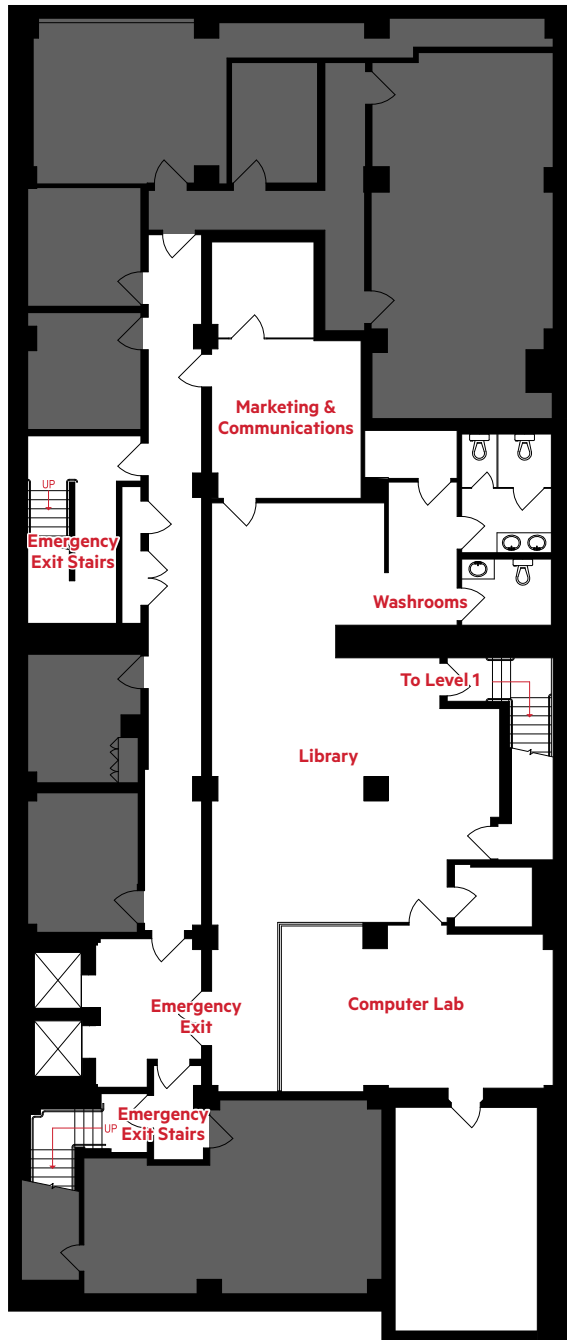 Marketing &
Communications
UP
Emergency
Exit Stairs
Washrooms
To Level 1
Library
Emergency
Exit
Computer Lab
Emergency
Exit Stairs
UP